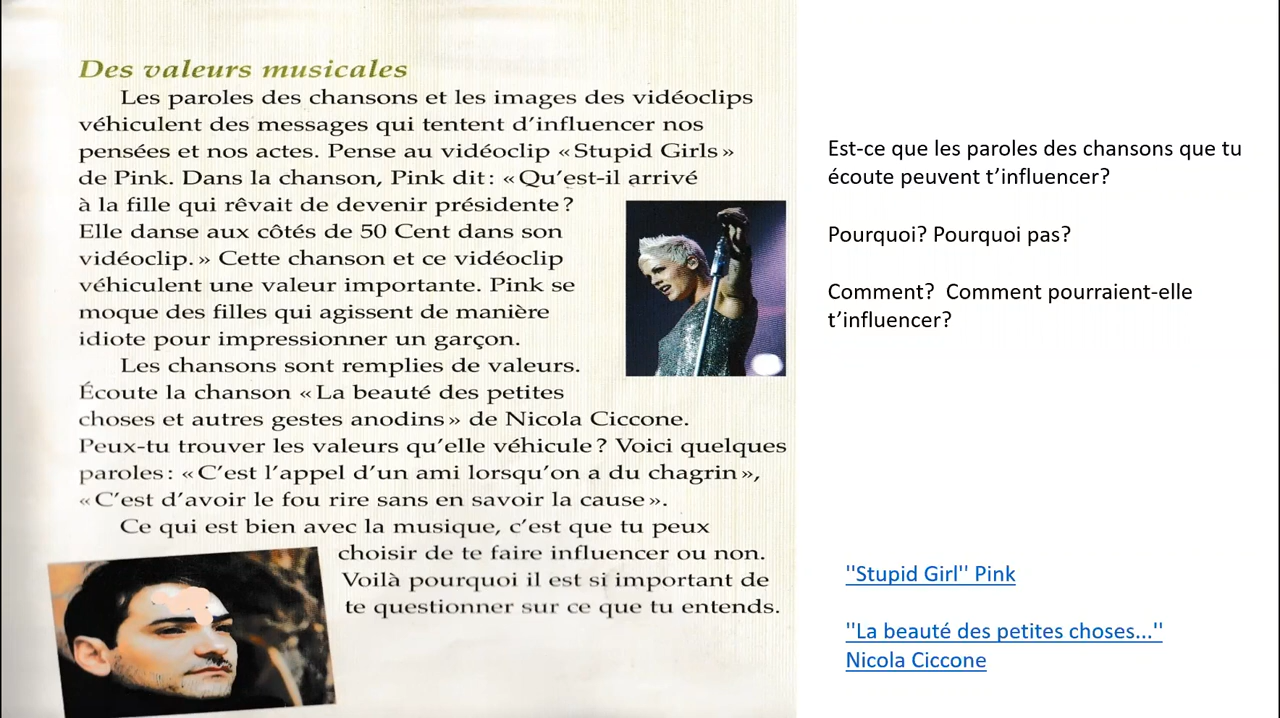 Des valeurs musicales
Les paroles des chansons et les images des vidéoclips
véhiculent des messages qui tentent d'influencer nos
pensées et nos actes. Pense au vidéoclip « Stupid Girls »
de Pink. Dans la chanson, Pink dit : « Qu'est-il arrivé
à la fille qui rêvait de devenir présidente ?
Elle danse aux côtés de 50 Cent dans son
vidéoclip. » Cette chanson et ce vidéoclip
véhiculent une valeur importante. Pink se
moque des filles qui agissent de manière
idiote pour impressionner un garçon.
Les chansons sont remplies de valeurs.
Écoute la chanson « La beauté des petites
choses et autres gestes anodins » de Nicola Ciccone.
Peux-tu trouver les valeurs qu'elle véhicule ? Voici quelques
paroles : « C'est l'appel d'un ami lorsqu'on a du chagrin »,
« C'est d'avoir le fou rire sans en savoir la cause ».
Ce qui est bien avec la musique, c'est que tu peux
choisir de te faire influencer ou non.
Voilà pourquoi il est si important de
te questionner sur ce que tu entends.
Est-ce que les paroles des chansons que tu
écoute peuvent t'influencer?
Pourquoi? Pourquoi pas?
Comment?  Comment pourraient-elle
t'influencer?
''Stupid Girl'' Pink
''La beauté des petites choses...''
Nicola Ciccone